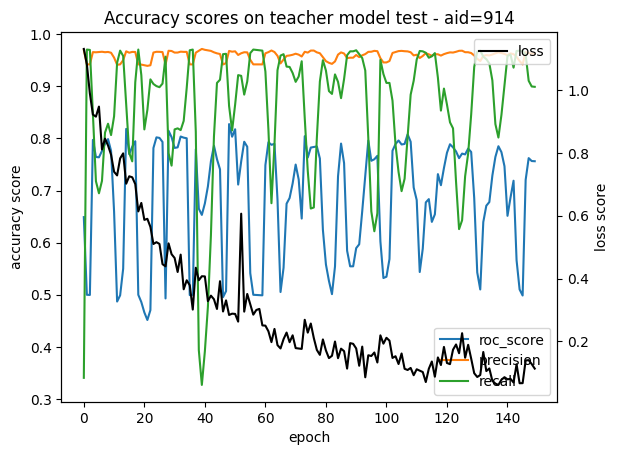 Accuracy scores on teacher model test - aid=914
1.0
0.9
0.8
0.7
0.6
0.5
0.4
0.3
accuracy score
loss
1.0
0.8
0.6
0.4
0.2
loss score
roc_score
precision
recall
0
20
40
60
80
100
120
140
epoch